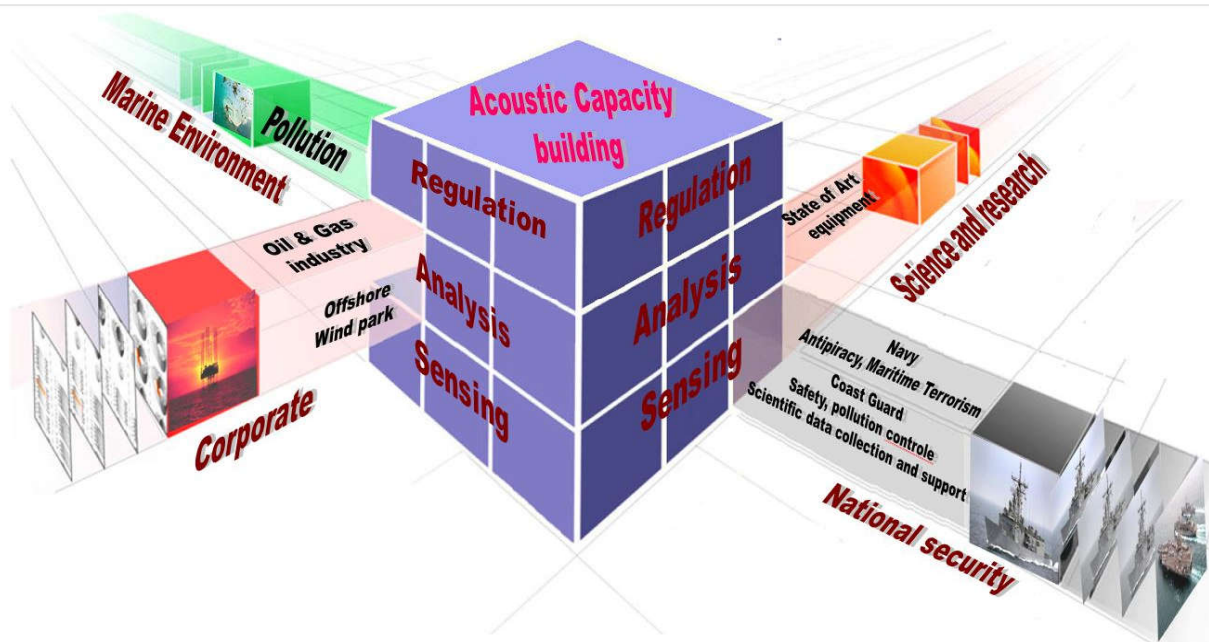 Marine Environment
Pollution
Acoustic Capacity
building
Regulation
Analysis
Sensing
Regulation
Analysis
Sensing
Oil & Gas
industry
Offshore
Wind park
Corporate
State of Art
equipment
Science and research
Navy
Antipiracy, Maritime Terrorism
Coast Guard
Safety, pollution controle
Scientific data collection and support
National security